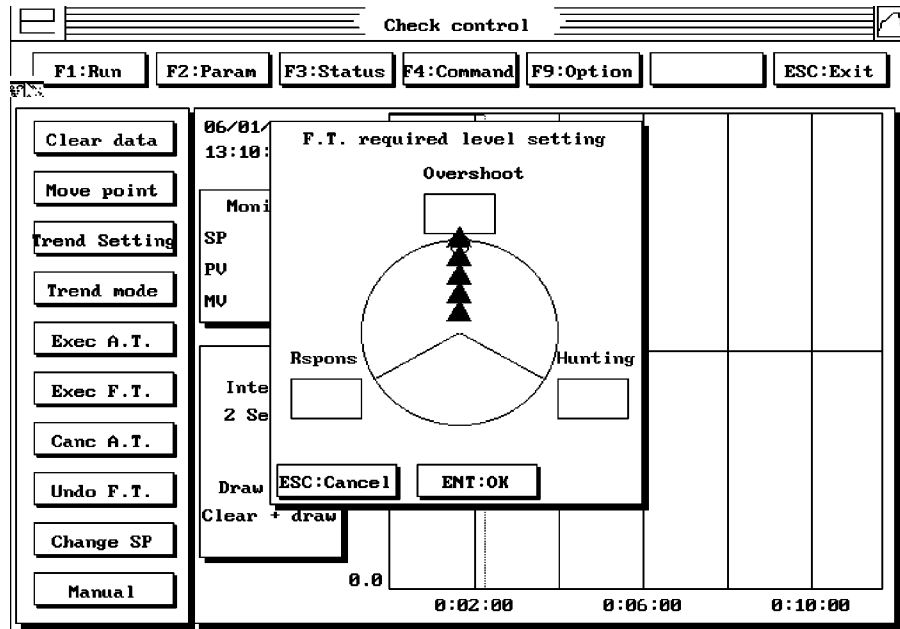 Check control
F1:Run F2:Param F3:Status F4:Command F9:Option ESC:Exit
Clear data
Move point
Trend Setting
Trend mode
Exec A.T.
Exec F.T.
Canc A.T.
Undo F.T.
Change SP
Manual
06/01/
13:10:
Moni
SP
PV
MV
Inte
2 Se
Draw
Clear + draw
F.T. required level setting
Overshoot
Rspons Hunting
ESC:Cancel ENT:OK
0.0
0:02:00 0:06:00 0:10:00